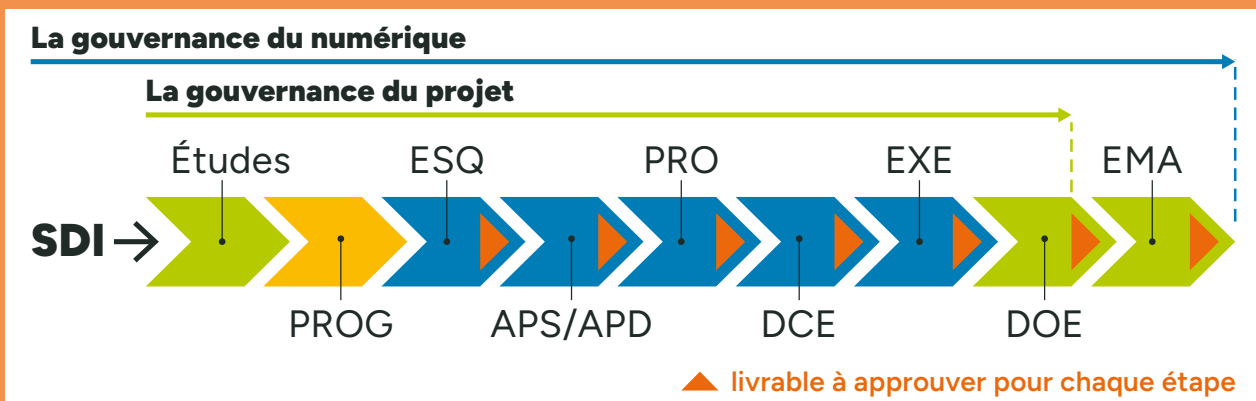 La gouvernance du numérique
La gouvernance du projet
Études ESQ PRO EXE EMA
SDI
PROG APS/APD DCE DOE
livrable à approuver pour chaque étape